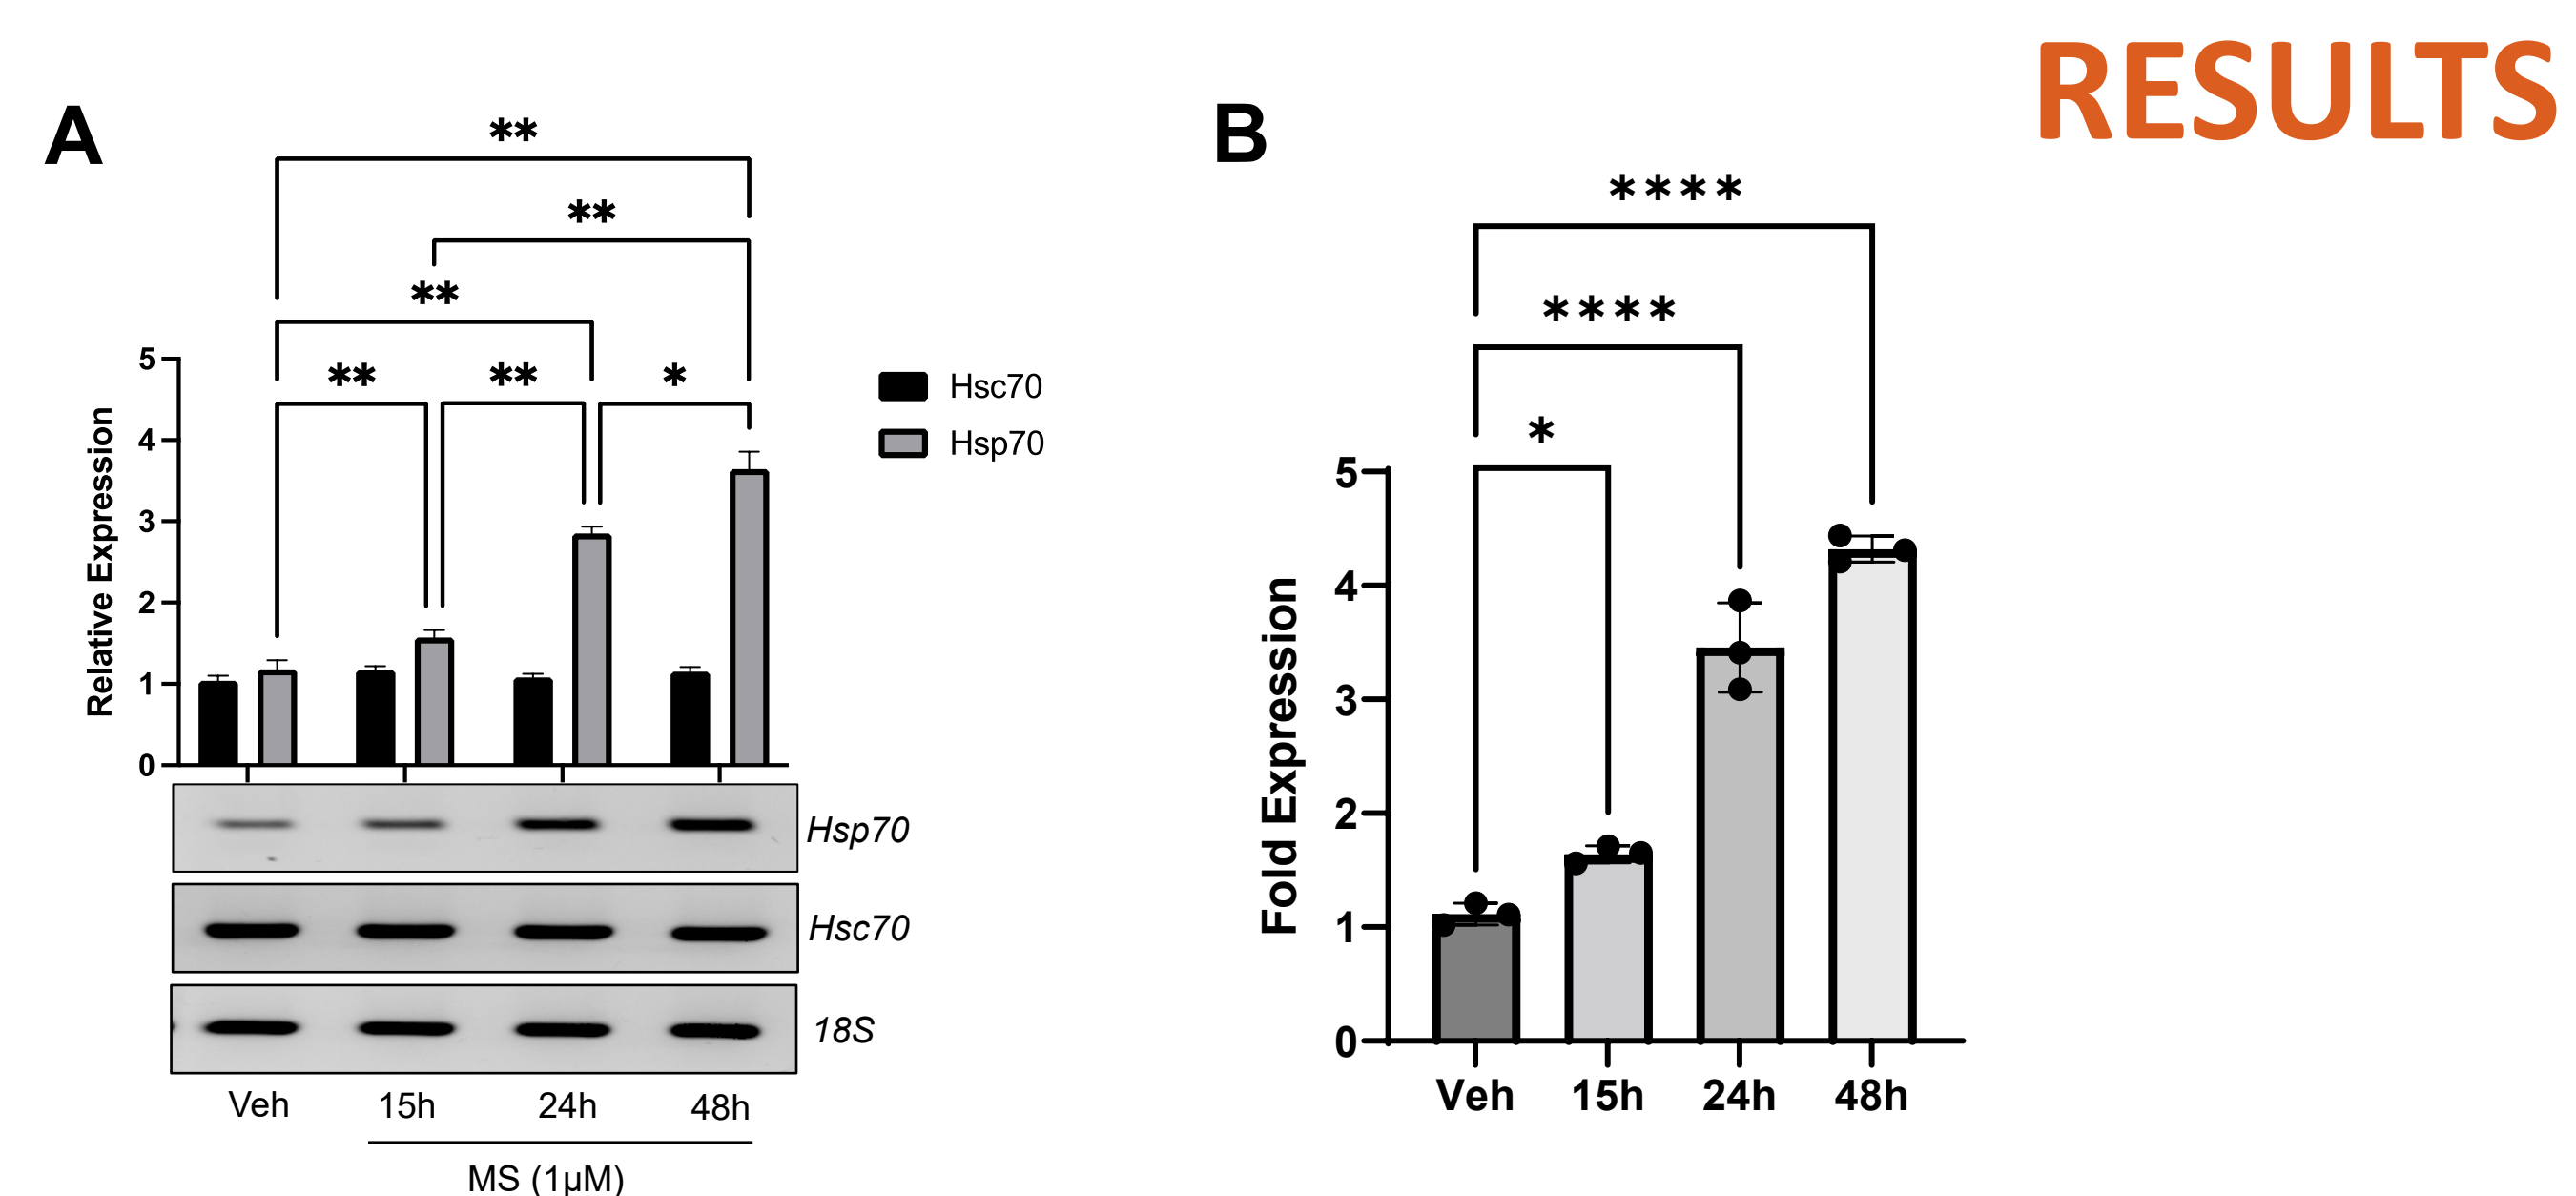 RESULTS
A
**
**
**
** ** *
5
4
3
2
1
0
Relative Expression
Hsc70
Hsp70
Hsp70
Hsc70
18S
Veh 15h 24h 48h
MS (1µM)
B
****
****
*
5
4
3
2
1
0
Fold Expression
Veh 15h 24h 48h